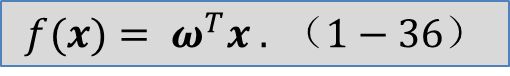 f(x) = ω^T x . （1 − 36）